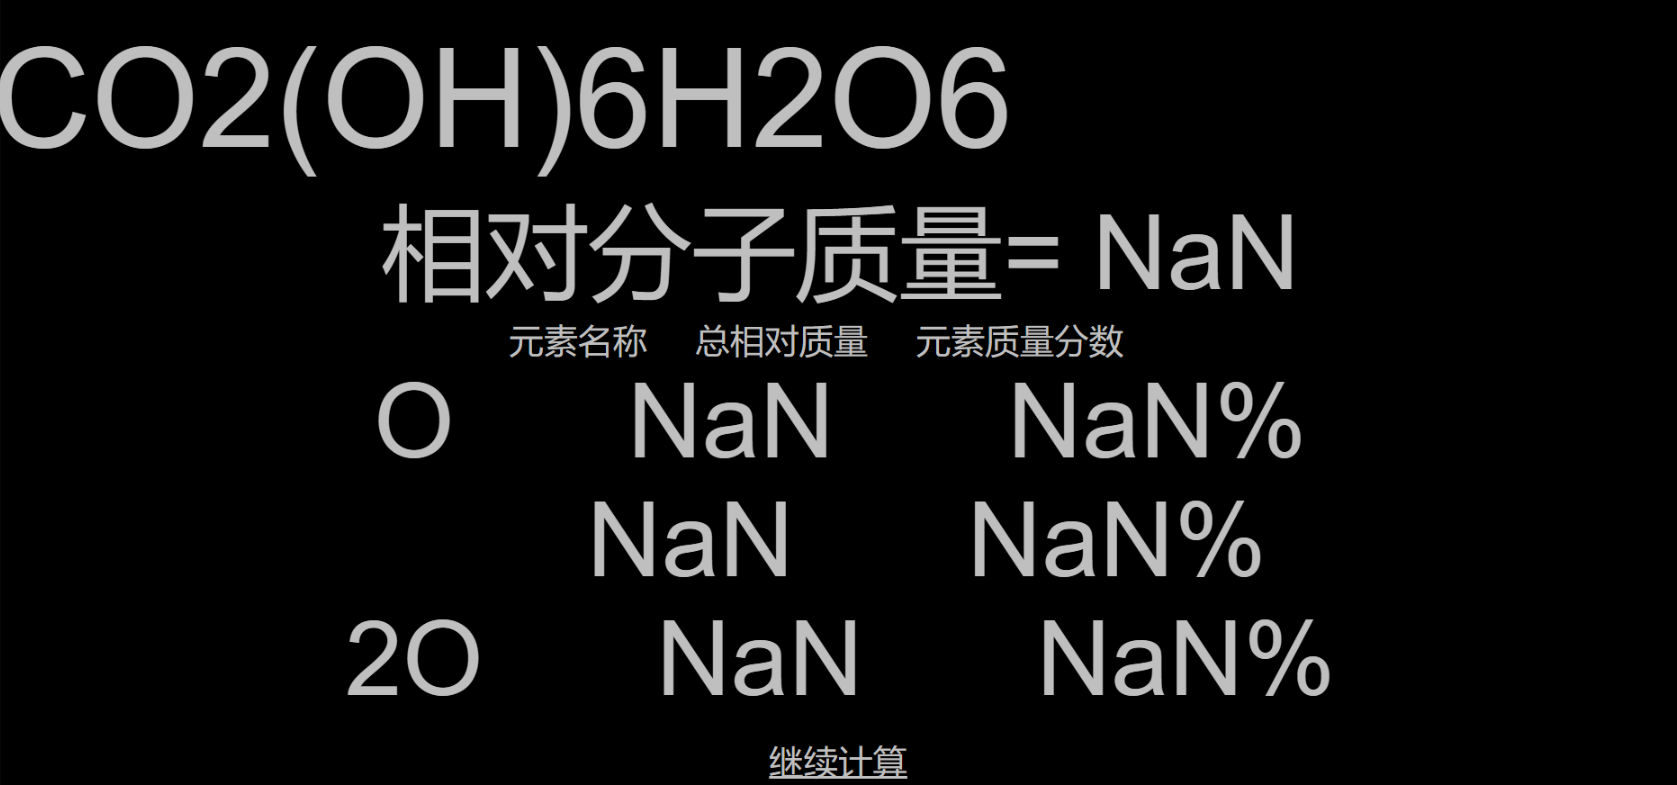 CO2(OH)6H2O6
相对分子质量= NaN
元素名称 总相对质量 元素质量分数
O NaN NaN%
NaN NaN%
2O NaN NaN%
继续计算